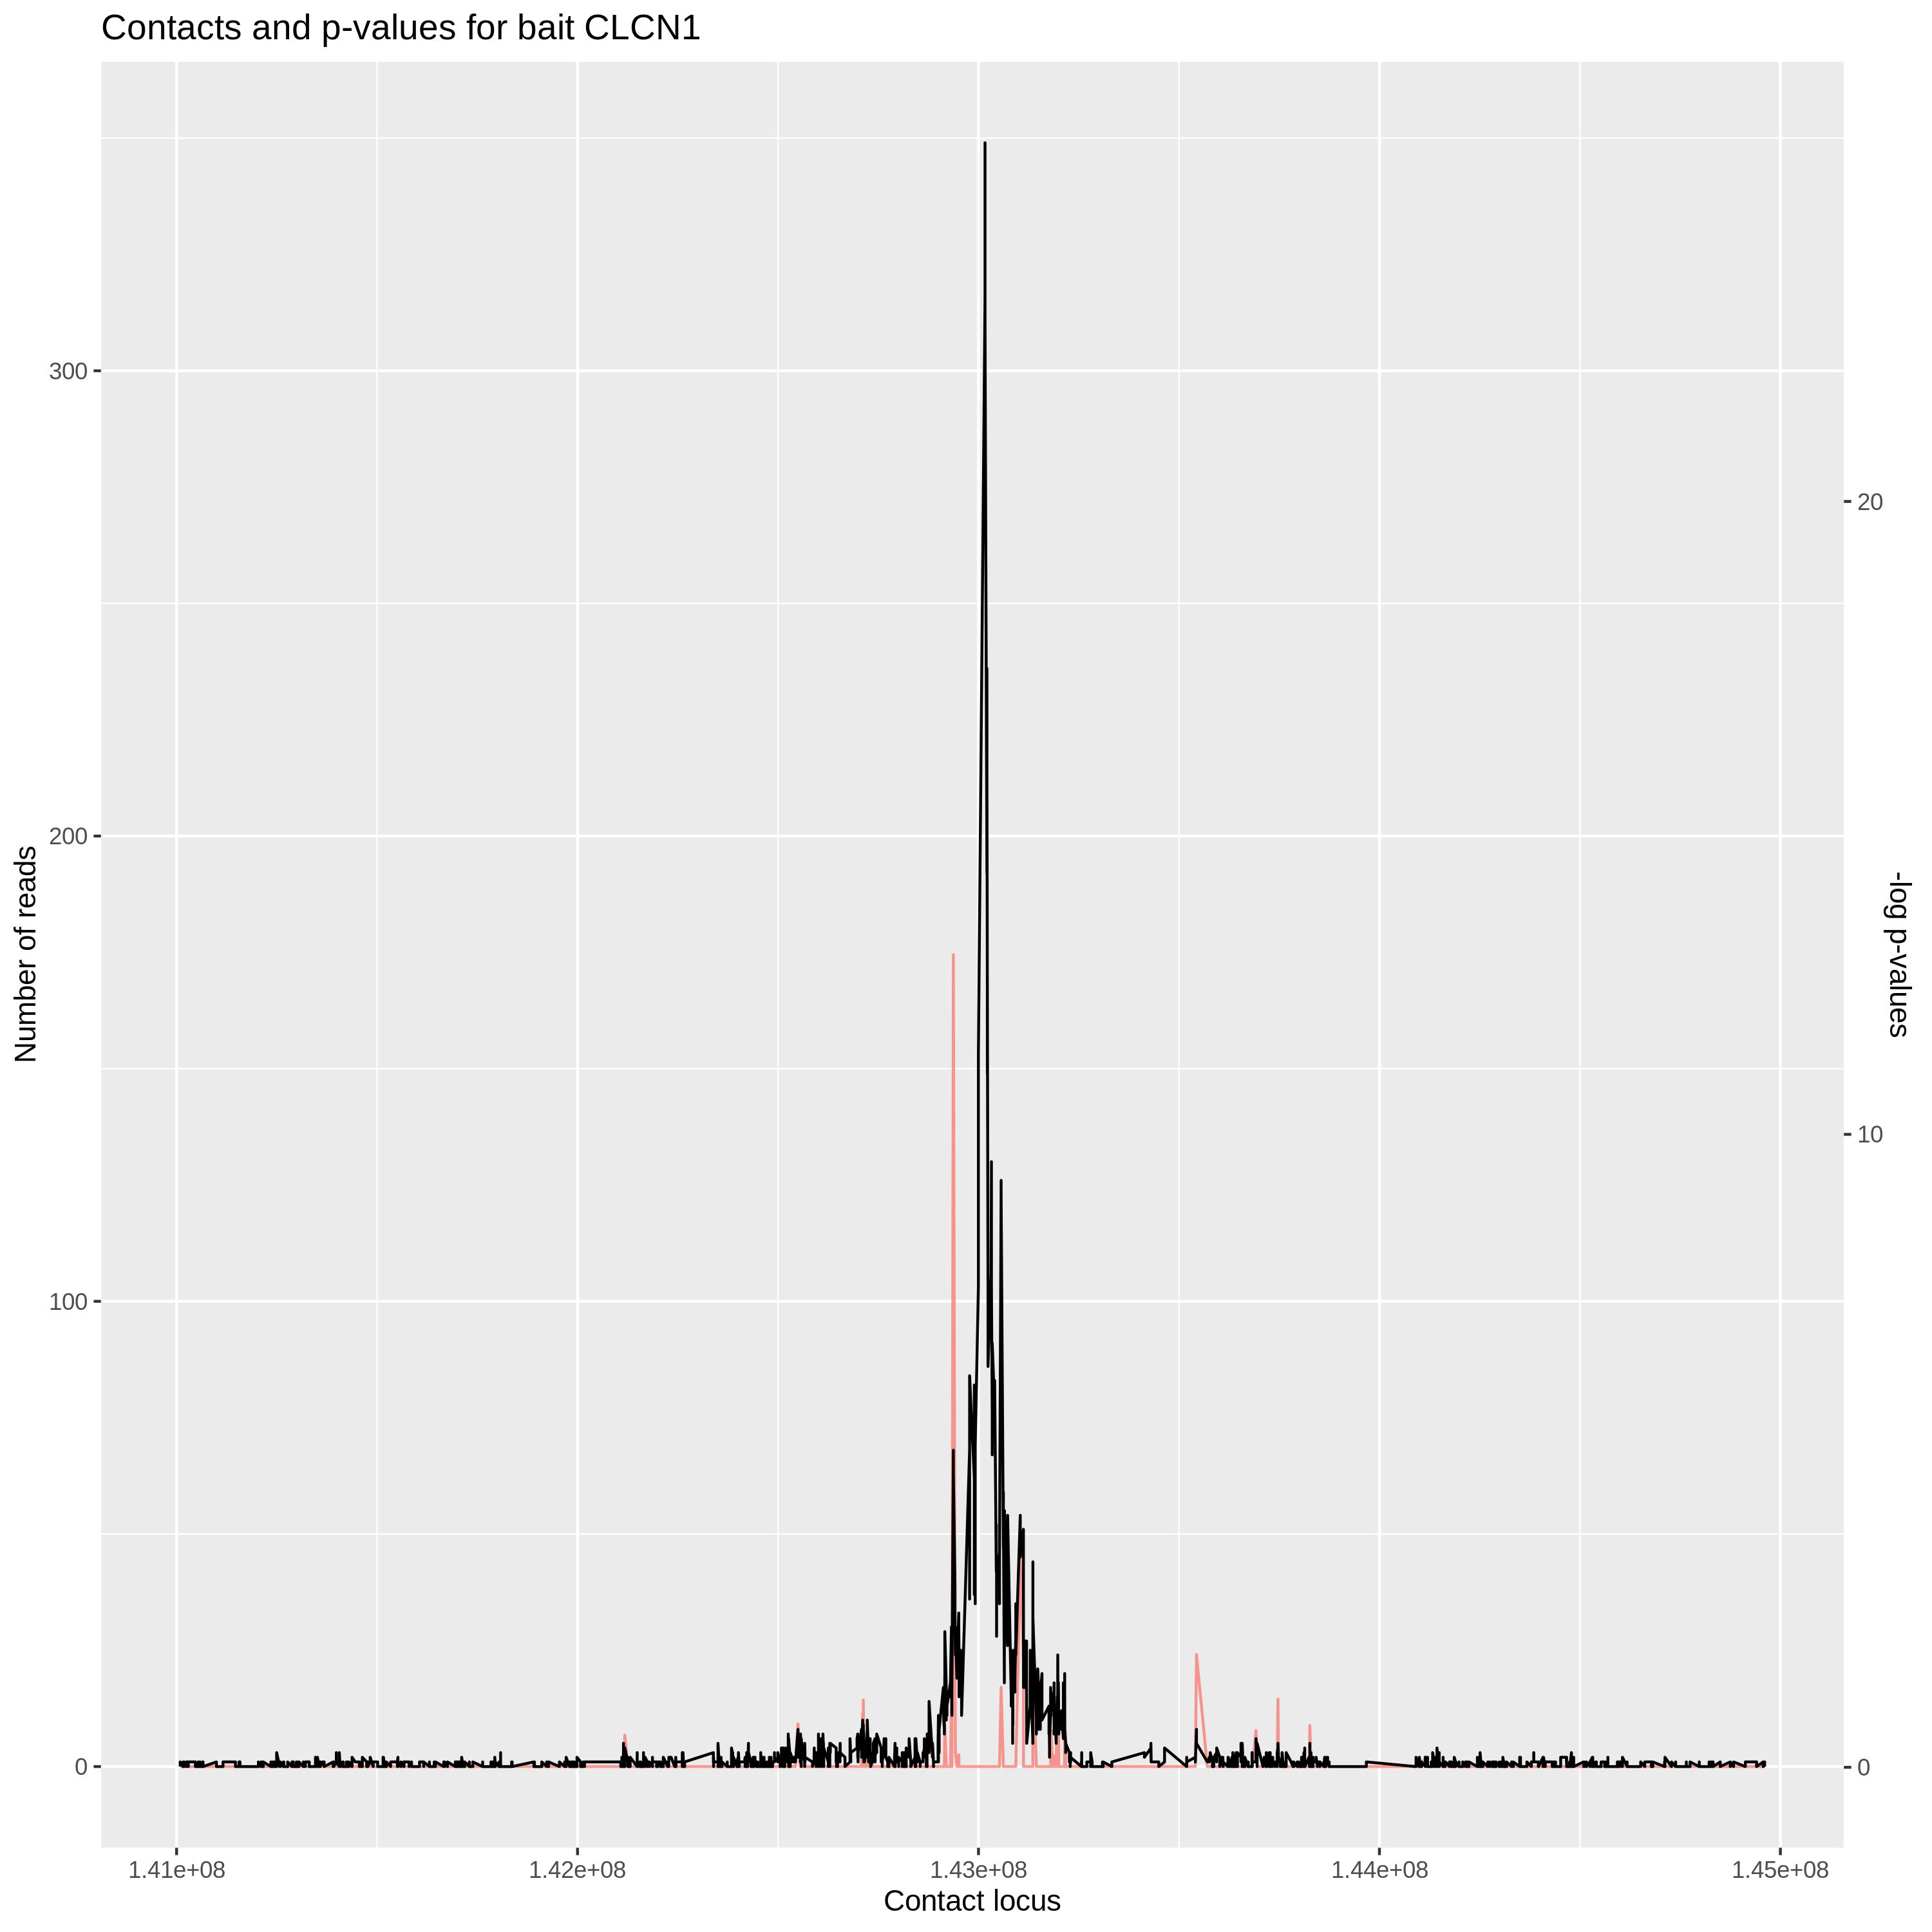 Contacts and p-values for bait CLCN1
300
200
100
0
Number of reads
20
10
0
-log p-values
1.41e+08
1.42e+08
1.43e+08
1.44e+08
1.45e+08
Contact locus